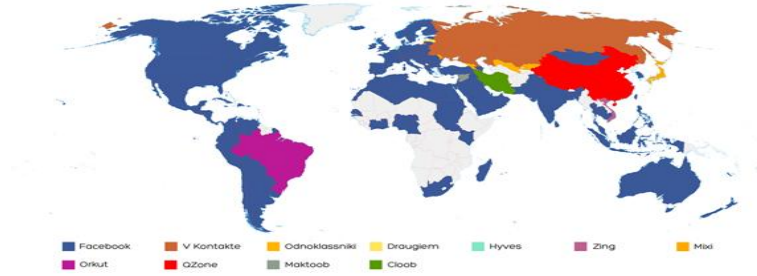 Facebook V Kontakte Odnoklassniki Draugiem Hyves Zing Mixi
Orkut QZone Maktoob Cloob